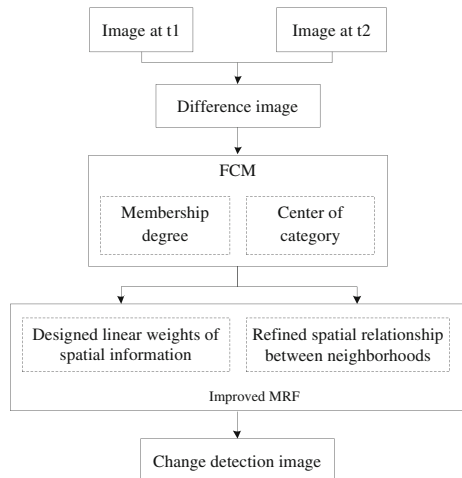 Image at t1
Image at t2
Difference image
FCM
Membership
degree
Center of
category
Designed linear weights of
spatial information
Refined spatial relationship
between neighborhoods
Improved MRF
Change detection image